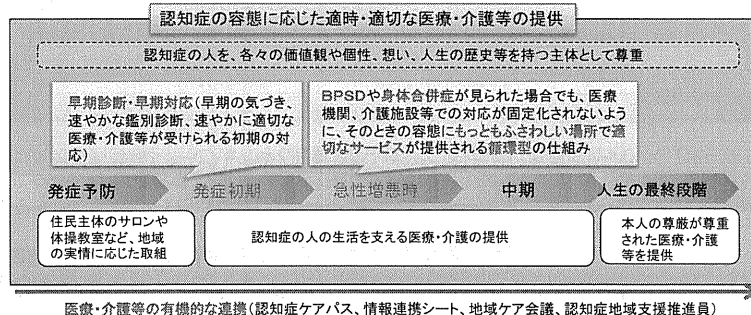 認知症の容態に応じた適時・適切な医療・介護等の提供
認知症の人を、各々の価値観や個性、想い、人生の歴史等を持つ主体として尊重
早期診断・早期対応(早期の気づき、
速やかな鑑別診断、速やかに適切な
医療・介護等が受けられる初期の対
応)
BPSDや身体合併症が見られた場合でも、医療
機関、介護施設等での対応が固定化されないよう
に、そのときの容態にもっともふさわしい場所で適
切なサービスが提供される循環型の仕組み
発症予防
発症初期
急性増悪時
中期
人生の最終段階
住民主体のサロンや
体操教室など、地域
の実情に応じた取組
認知症の人の生活を支える医療・介護の提供
本人の尊厳が尊重
された医療・介護
等を提供
医療・介護等の有機的な連携(認知症ケアパス、情報連携シート、地域ケア会議、認知症地域支援推進員)